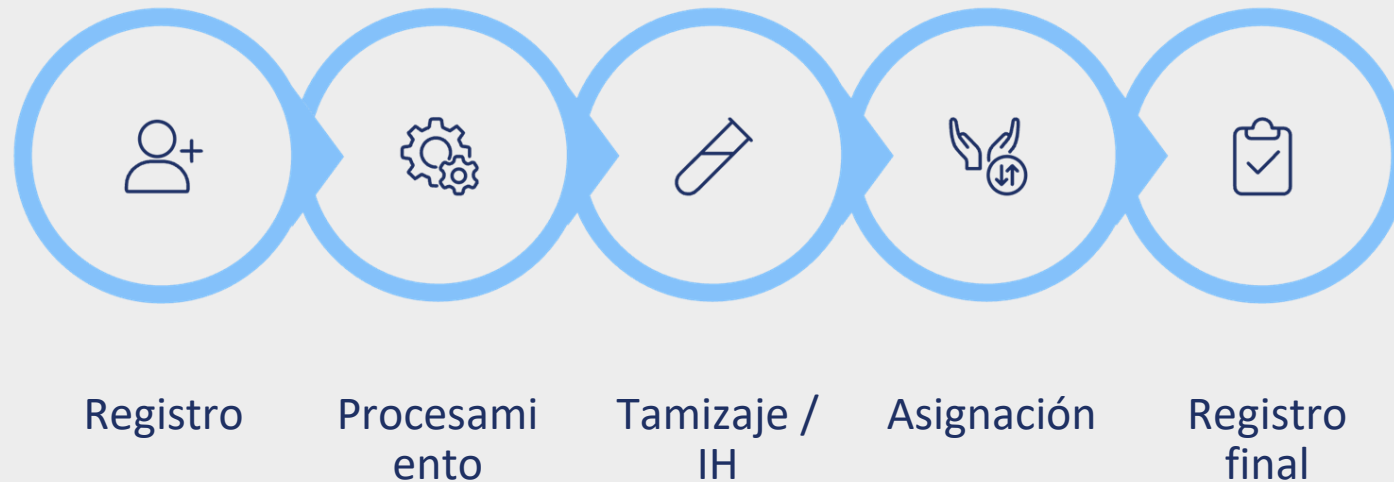 Registro
Procesami
ento
Tamizaje /
IH
Asignación
Registro
final